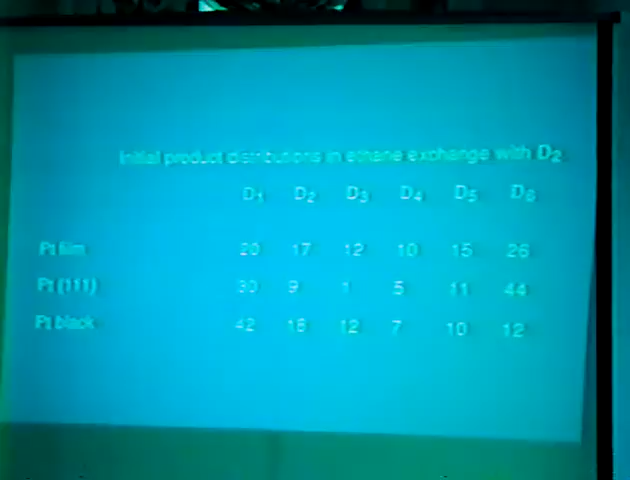 Initial product distributions in ethane exchange with D2
D1 D2 D3 D4 D5 D6
Pt film 20 17 12 10 15 26
Pt (111) 30 9 1 5 11 44
Pt black 42 18 12 7 10 12